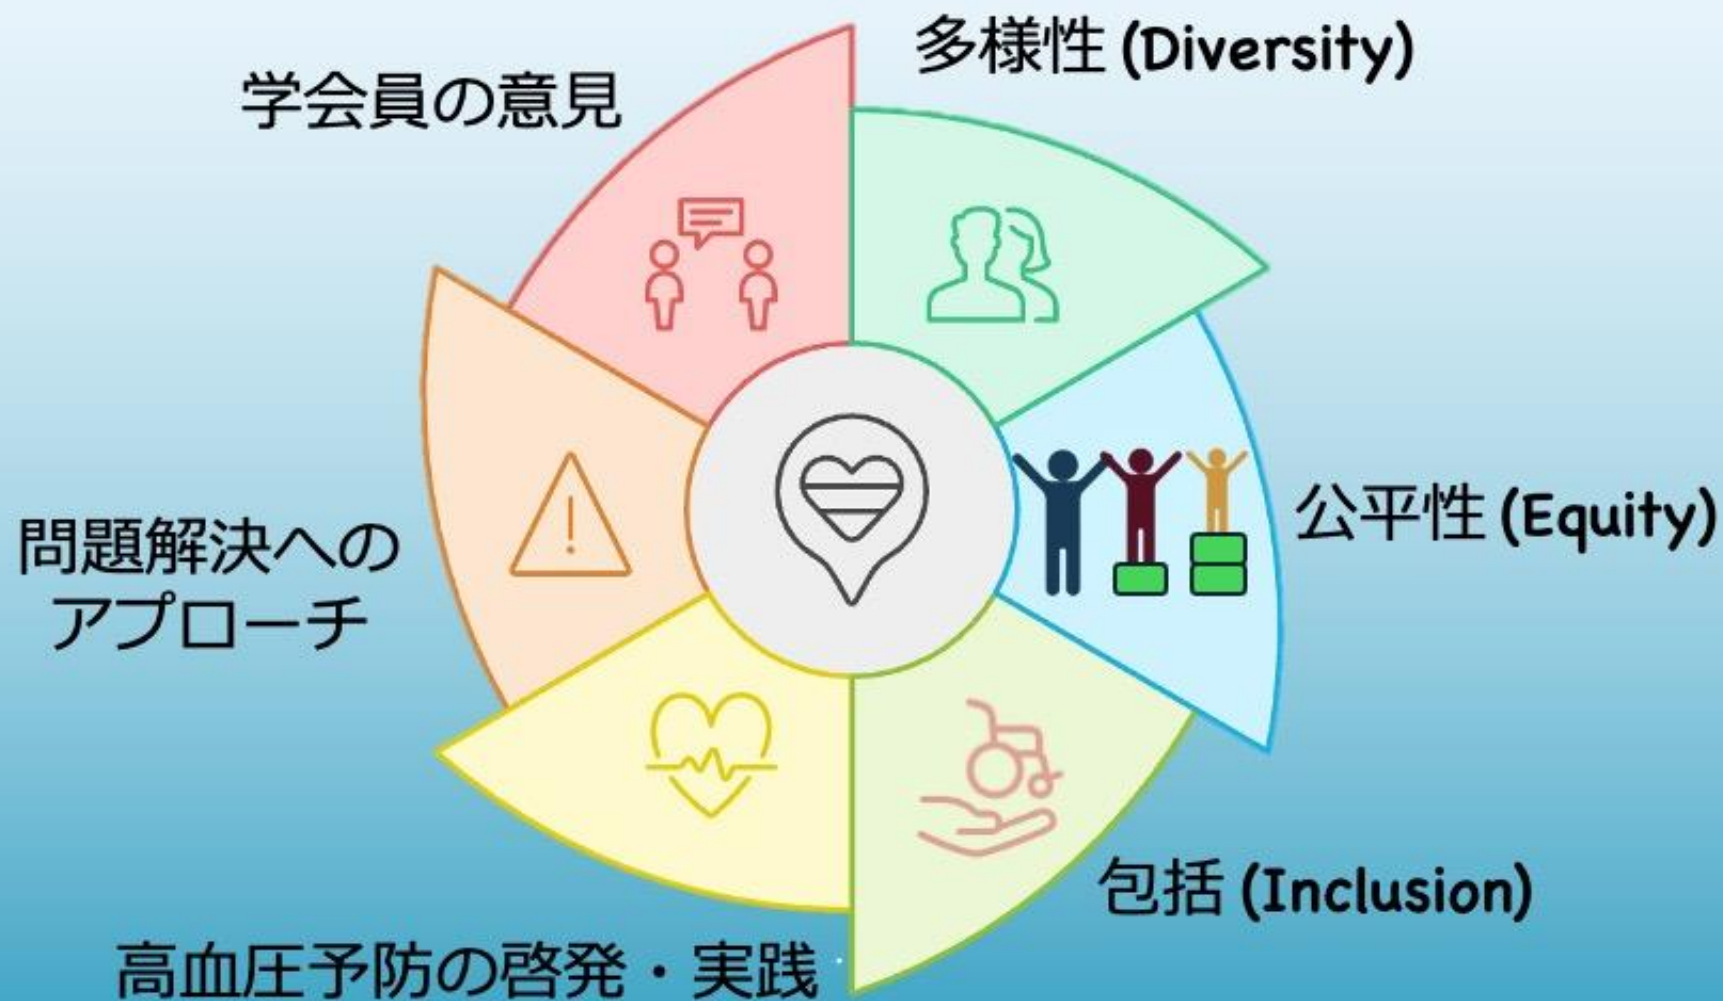 多様性 (Diversity)
学会員の意見
公平性 (Equity)
問題解決への
アプローチ
包括 (Inclusion)
高血圧予防の啓発・実践